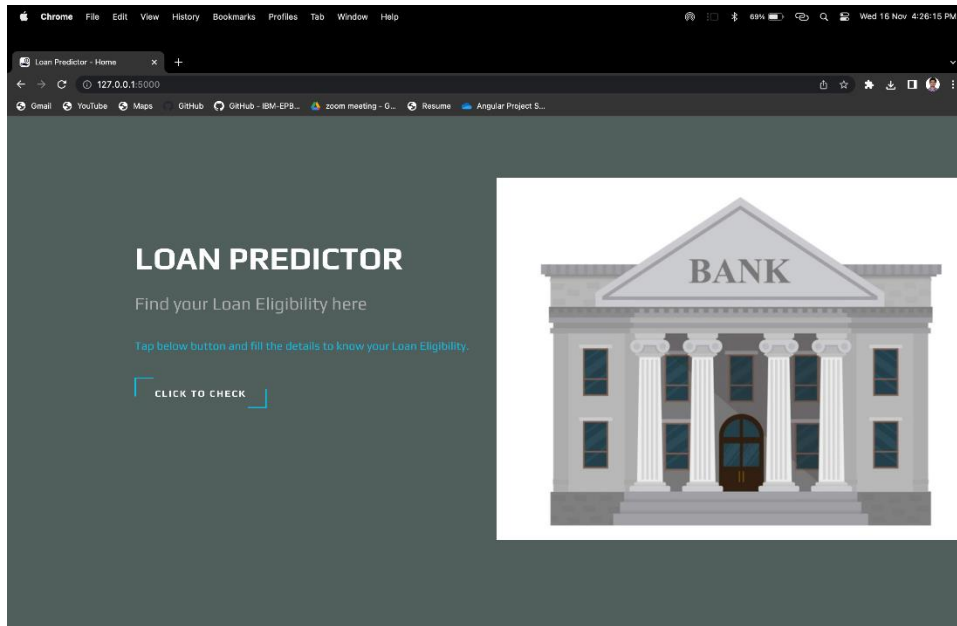 Chrome File Edit View History Bookmarks Profiles Tab Window Help 69% Wed 16 Nov 4:26:15 PM
Loan Predictor - Home
127.0.0.1:5000
Gmail YouTube Maps GitHub GitHub - IBM-EPB... zoom meeting - G... Resume Angular Project S...
LOAN PREDICTOR
Find your Loan Eligibility here
Tap below button and fill the details to know your Loan Eligibility.
CLICK TO CHECK
BANK